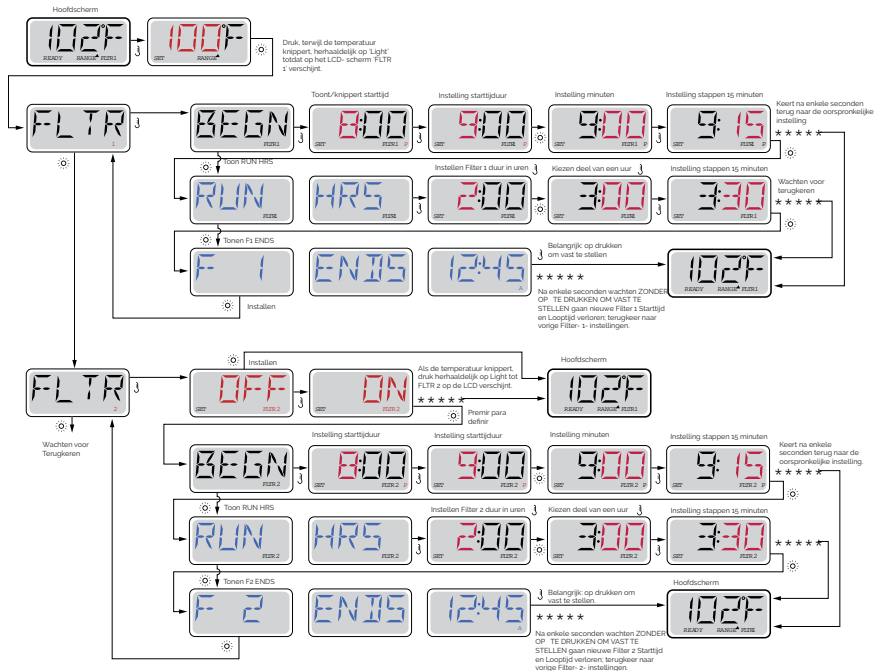 Hoofdscherm
102°F
READY RANGE FLTR1
100°F
SET RANGE
Druk, terwijl de temperatuur
knippert, herhaaldelijk op 'Light'
totdat op het LCD- scherm 'FLTR
1' verschijnt.
FLTR
1
BEGN
FLTR1
Toont/knippert starttijd
8:00
SET FLTR1 P
Instelling starttijduur
9:00
SET FLTR1 P
Instelling minuten
9:00
SET FLTR1 P
Instelling stappen 15 minuten
9:15
SET FLTR1 P
Keert na enkele seconden
terug naar de oorspronkelijke
instelling
*****
Toon RUN HRS
RUN
FLTR1
HRS
Instellen Filter 1 duur in uren
2:00
SET FLTR1
Kiezen deel van een uur
3:00
SET FLTR1
Instelling stappen 15 minuten
3:30
SET FLTR1
Wachten voor
terugkeren
*****
Tonen F1 ENDS
F 1
ENDS
12:45
A
Belangrijk: op drukken
om vast te stellen
*****
Na enkele seconden wachten ZONDER
OP TE DRUKKEN OM VAST TE
STELLEN gaan nieuwe Filter 1 Starttijd
en Looptijd verloren; terugkeer naar
vorige Filter- 1- instellingen.
102°F
READY RANGE FLTR1
Installen
FLTR
2
Wachten voor
Terugkeren
Installen
OFF
SET FLTR2
ON
SET FLTR2
Als de temperatuur knippert,
druk herhaaldelijk op Light tot
FLTR 2 op de LCD verschijnt.
*****
Premir para
definir
Hoofdscherm
102°F
READY RANGE FLTR1
BEGN
FLTR2
Instelling starttijduur
8:00
SET FLTR2 P
Instelling starttijduur
9:00
SET FLTR2 P
Instelling minuten
9:00
SET FLTR2 P
Instelling stappen 15 minuten
9:15
SET FLTR2 P
Keert na enkele
seconden terug naar de
oorspronkelijke instelling.
*****
Toon RUN HRS
RUN
FLTR2
HRS
FLTR2
Instellen Filter 2 duur in uren
2:00
SET FLTR2
Kiezen deel van een uur
3:00
SET FLTR2
Instelling stappen 15 minuten
3:30
SET FLTR2
*****
Tonen F2 ENDS
F 2
ENDS
12:45
A
Belangrijk: op drukken om
vast te stellen.
*****
Na enkele seconden wachten ZONDER
OP TE DRUKKEN OM VAST TE
STELLEN gaan nieuwe Filter 2 Starttijd
en Looptijd verloren; terugkeer naar
vorige Filter- 2- instellingen.
Hoofdscherm
102°F
READY RANGE FLTR1